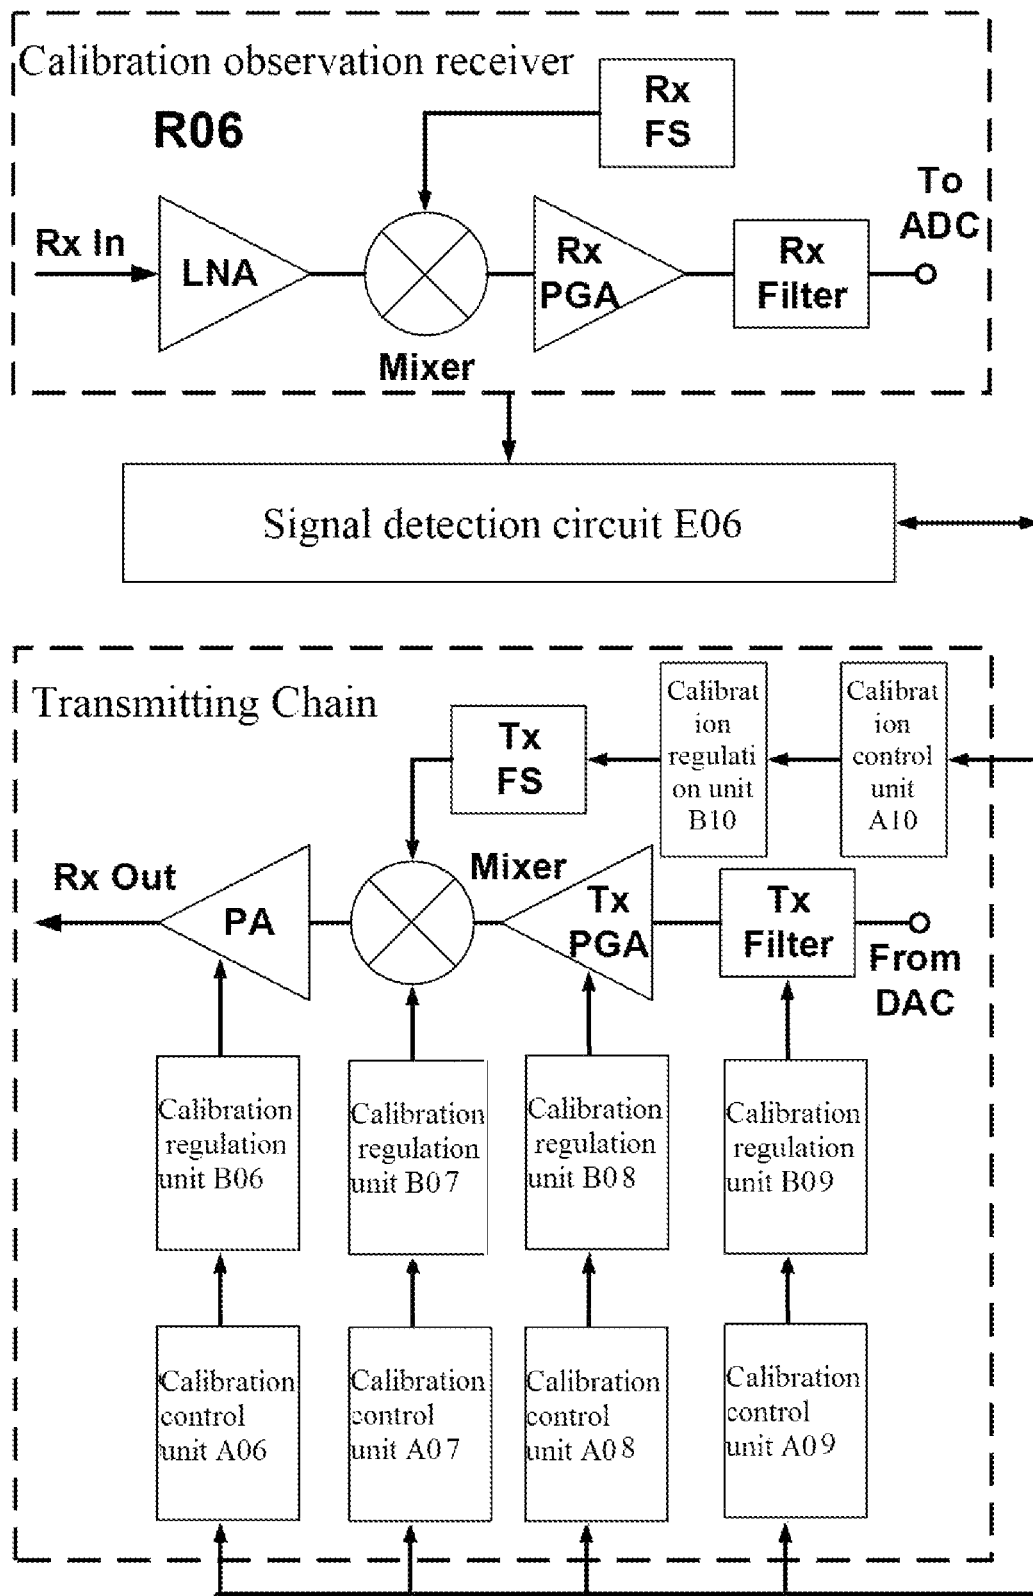 Calibration observation receiver
R06
Rx
FS
To
ADC
Rx In
LNA
Mixer
Rx
PGA
Rx
Filter
Signal detection circuit E06
Transmitting Chain
Tx
FS
Calibrat
ion
regulati
on unit
B10
Calibrat
ion
control
unit
A10
Rx Out
PA
Mixer
Tx
PGA
Tx
Filter
From
DAC
Calibration
regulation
unit B06
Calibration
regulation
unit B07
Calibration
regulation
unit B08
Calibration
regulation
unit B09
Calibration
control
unit A06
Calibration
control
unit A07
Calibration
control
unit A08
Calibration
control
unit A09